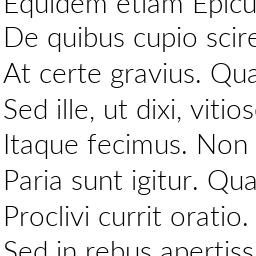 Equidem etiam Epicu
De quibus cupio scire
At certe gravius. Qua
Sed ille, ut dixi, vitios
Itaque fecimus. Non
Paria sunt igitur. Qua
Proclivi currit oratio.
Sed in rebus apertiss